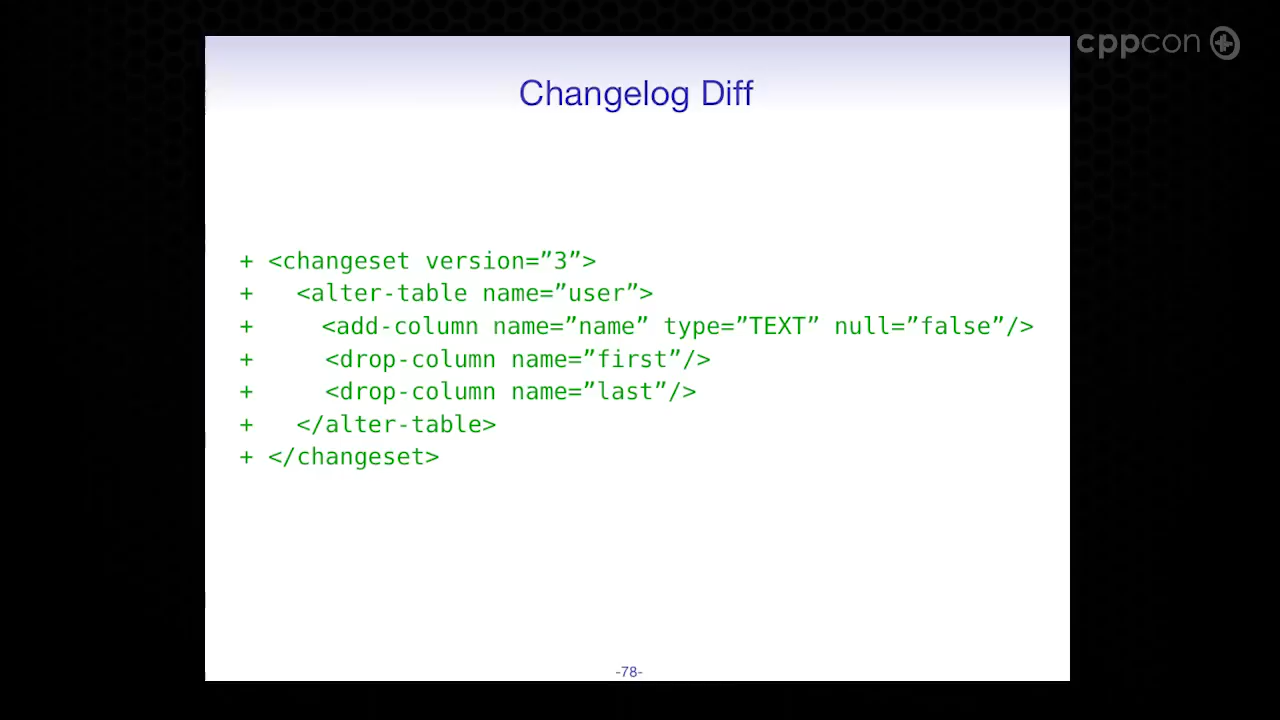 cppcon
Changelog Diff
+ <changeset version=”3”>
+   <alter-table name=”user”>
+     <add-column name=”name” type=”TEXT” null=”false”/>
+     <drop-column name=”first”/>
+     <drop-column name=”last”/>
+   </alter-table>
+ </changeset>
-78-